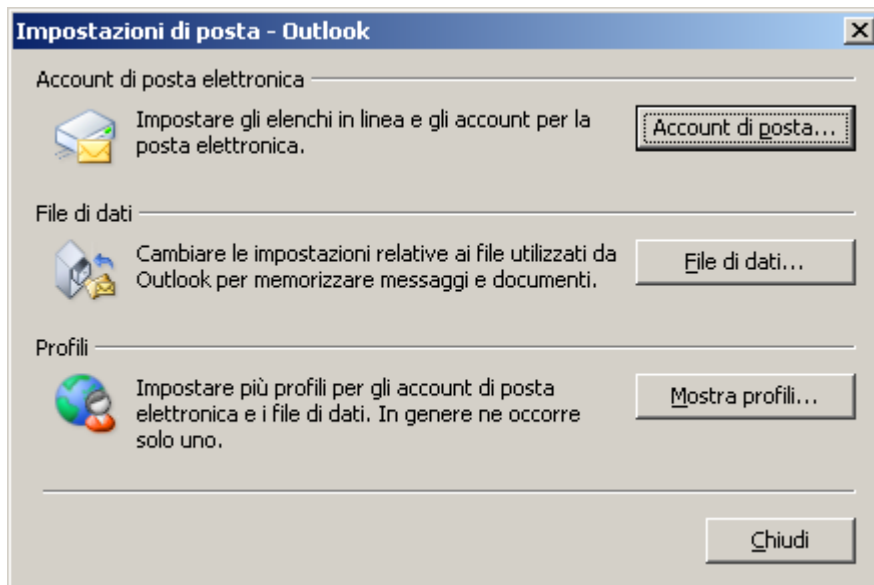 Impostazioni di posta - Outlook
Account di posta elettronica
Impostare gli elenchi in linea e gli account per la
posta elettronica.
Account di posta...
File di dati
Cambiare le impostazioni relative ai file utilizzati da
Outlook per memorizzare messaggi e documenti.
File di dati...
Profili
Impostare più profili per gli account di posta
elettronica e i file di dati. In genere ne occorre
solo uno.
Mostra profili...
Chiudi